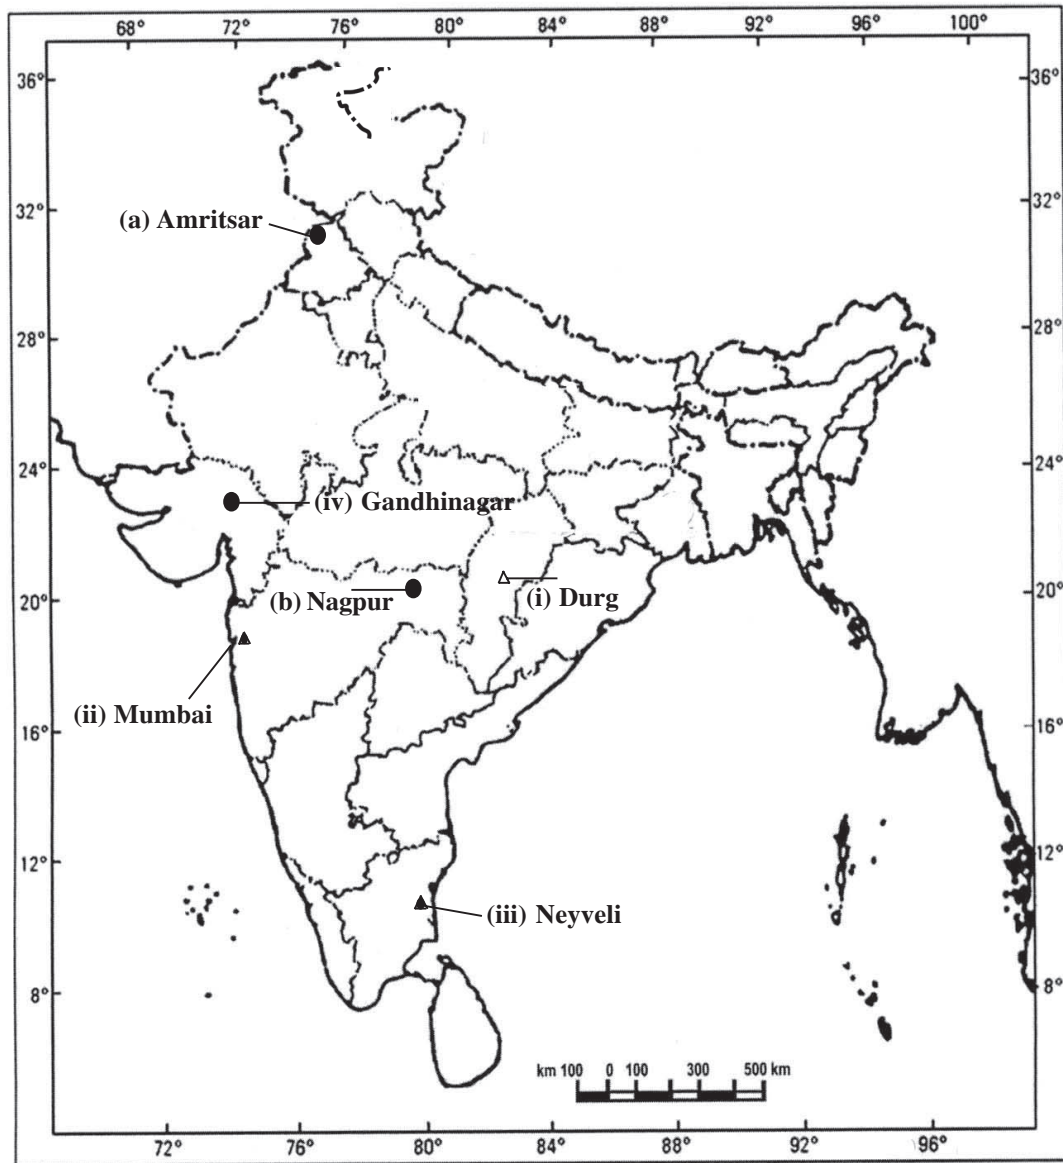 68° 72° 76° 80° 84° 88° 92° 96° 100°
36° 36°
32° 32°
(a) Amritsar
28° 28°
24° 24°
(iv) Gandhinagar
20° 20°
(b) Nagpur
(i) Durg
(ii) Mumbai
16° 16°
12° 12°
(iii) Neyveli
8° 8°
km 100 0 100 300 500 km
72° 76° 80° 84° 88° 92° 96°